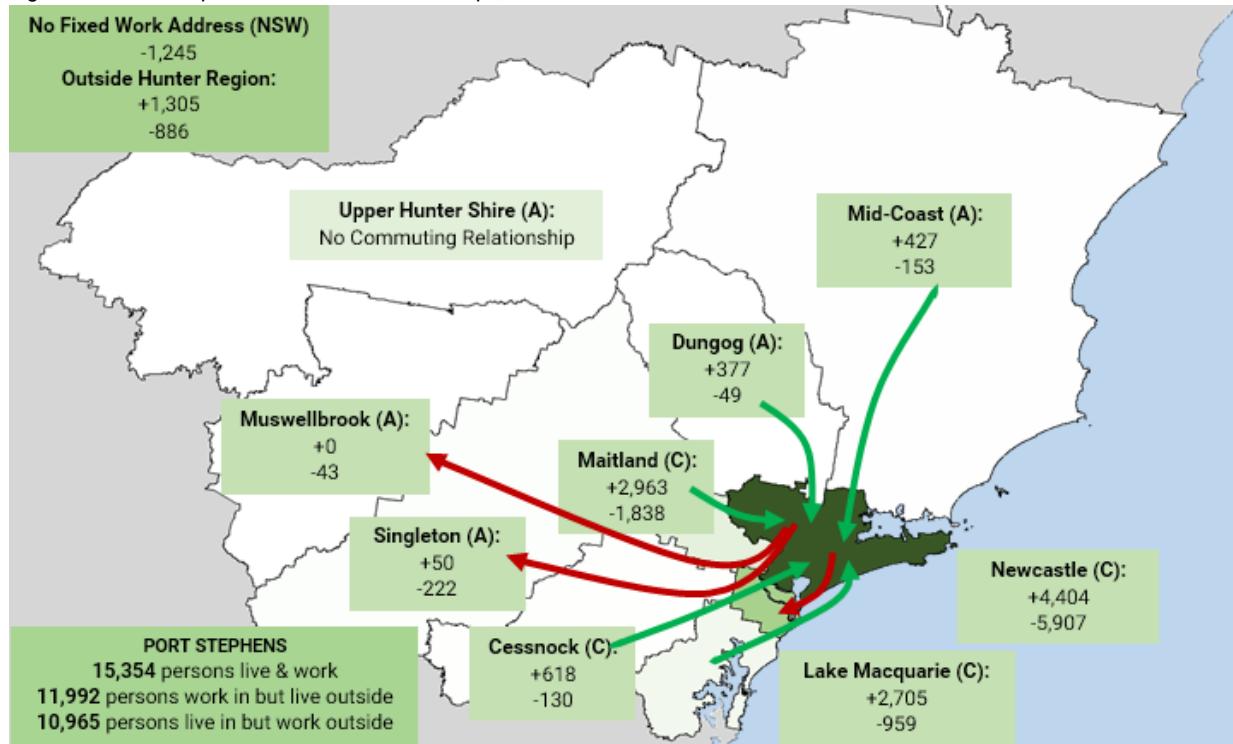 No Fixed Work Address (NSW)
-1,245
Outside Hunter Region:
+1,305
-886
Upper Hunter Shire (A):
No Commuting Relationship
Mid-Coast (A):
+427
-153
Dungog (A):
+377
-49
Muswellbrook (A):
+0
-43
Maitland (C):
+2,963
-1,838
Singleton (A):
+50
-222
Newcastle (C):
+4,404
-5,907
Cessnock (C):
+618
-130
Lake Macquarie (C):
+2,705
-959
PORT STEPHENS
15,354 persons live & work
11,992 persons work in but live outside
10,965 persons live in but work outside